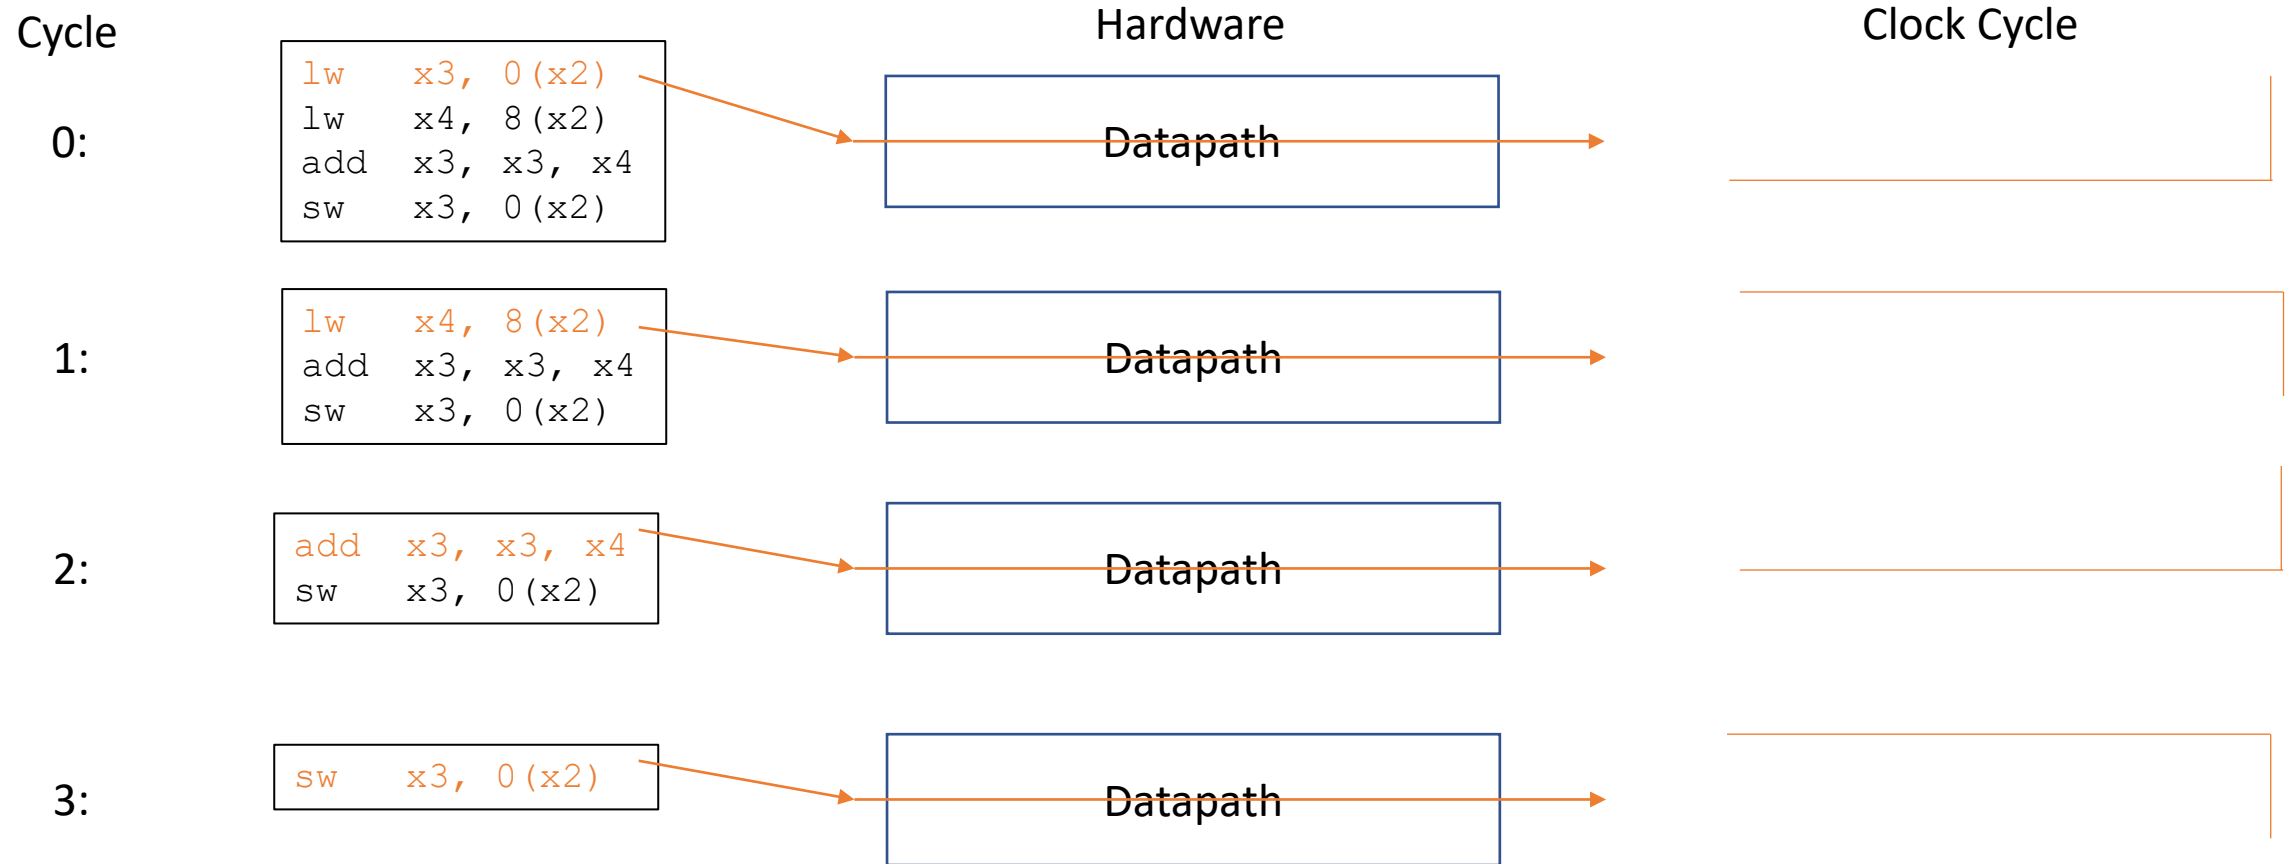 Cycle
Hardware
Clock Cycle
0:
lw x3, 0(x2)
lw x4, 8(x2)
add x3, x3, x4
sw x3, 0(x2)
Datapath
1:
lw x4, 8(x2)
add x3, x3, x4
sw x3, 0(x2)
Datapath
2:
add x3, x3, x4
sw x3, 0(x2)
Datapath
3:
sw x3, 0(x2)
Datapath